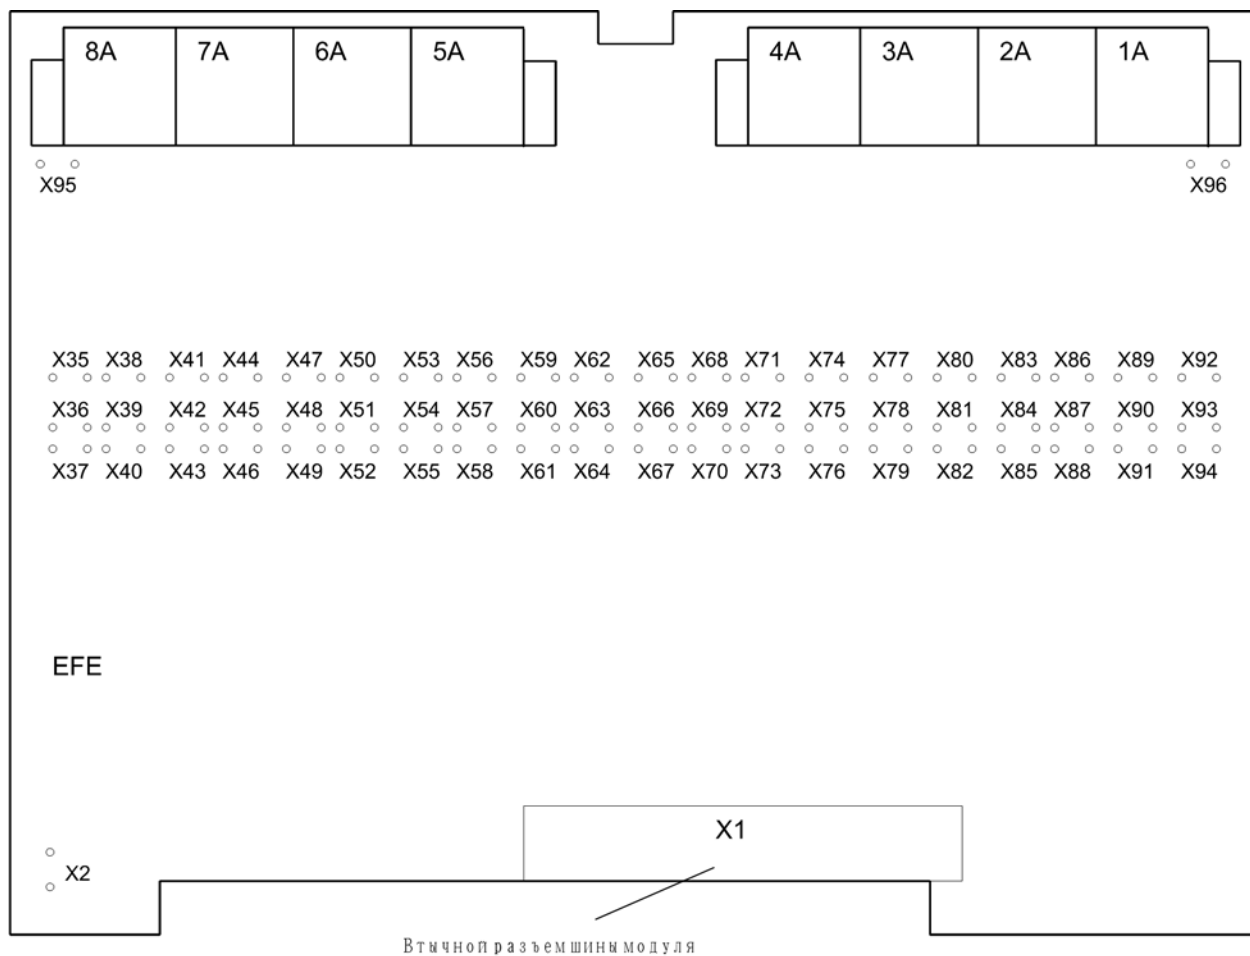 8A 7A 6A 5A 4A 3A 2A 1A
X95 X96
X35 X38 X41 X44 X47 X50 X53 X56 X59 X62 X65 X68 X71 X74 X77 X80 X83 X86 X89 X92
X36 X39 X42 X45 X48 X51 X54 X57 X60 X63 X66 X69 X72 X75 X78 X81 X84 X87 X90 X93
X37 X40 X43 X46 X49 X52 X55 X58 X61 X64 X67 X70 X73 X76 X79 X82 X85 X88 X91 X94
EFE
X1
X2
Втычной разъем шины модуля